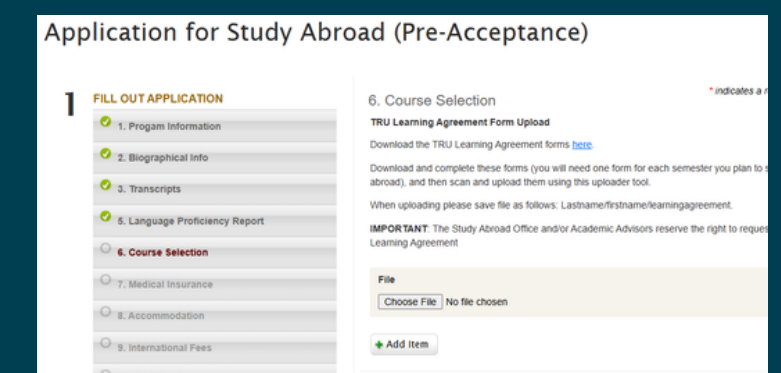 Application for Study Abroad (Pre-Acceptance)
1 FILL OUT APPLICATION
1. Progam Information
2. Biographical Info
3. Transcripts
5. Language Proficiency Report
6. Course Selection
7. Medical Insurance
8. Accommodation
9. International Fees
* indicates a
6. Course Selection
TRU Learning Agreement Form Upload
Download the TRU Learning Agreement forms here.
Download and complete these forms (you will need one form for each semester you plan to
abroad), and then scan and upload them using this uploader tool.
When uploading please save file as follows: Lastname/firstname/learningagreement.
IMPORTANT: The Study Abroad Office and/or Academic Advisors reserve the right to
Learning Agreement
File
Choose File No file chosen
Add Item